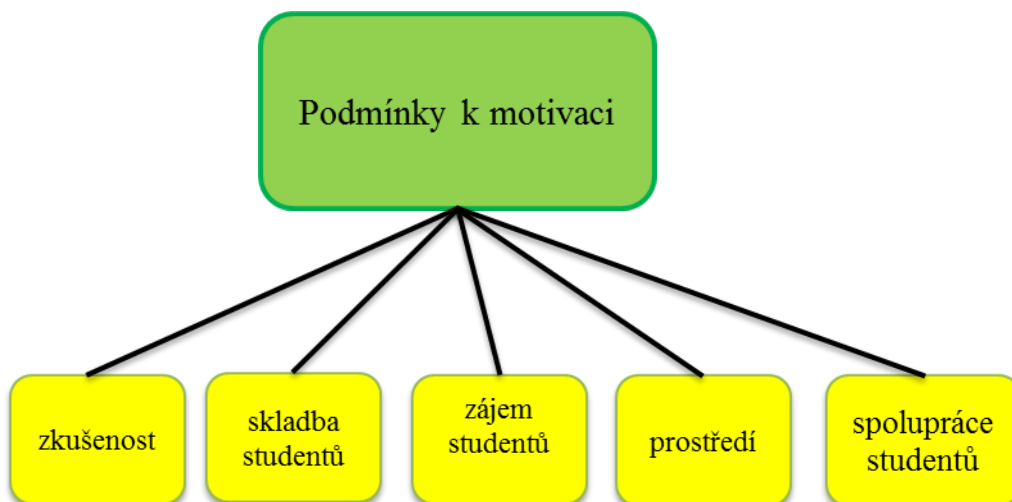 Podmínky k motivaci
zkušenost
skladba
studentů
zájem
studentů
prostředí
spolupráce
studentů